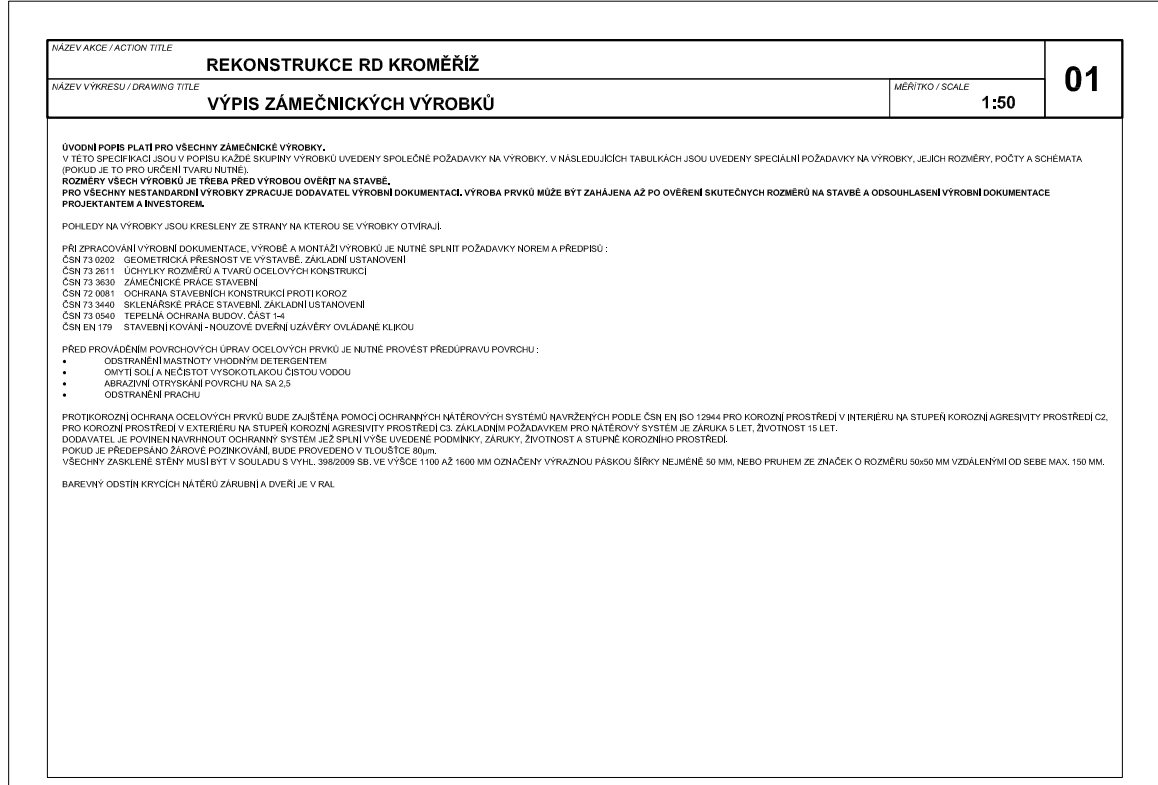 NÁZEV AKCE / ACTION TITLE
REKONSTRUKCE RD KROMĚŘÍŽ
01
NÁZEV VÝKRESU / DRAWING TITLE
VÝPIS ZÁMEČNICKÝCH VÝROBKŮ
MĚŘÍTKO / SCALE
1:50
ÚVODNÍ POPIS PLATÍ PRO VŠECHNY ZÁMEČNICKÉ VÝROBKY.
V TÉTO SPECIFIKACI JSOU V POPISU KAŽDÉ SKUPINY VÝROBKŮ UVEDENY SPOLEČNÉ POŽADAVKY NA VÝROBKY. V NÁSLEDUJÍCÍCH TABULKÁCH JSOU UVEDENY SPECIÁLNÍ POŽADAVKY NA VÝROBKY, JEJICH ROZMĚRY, POČTY A SCHÉMATA
(POKUD JE TO PRO URČENÍ TVARU NUTNÉ).
ROZMĚRY VŠECH VÝROBKŮ JE TŘEBA PŘED VÝROBOU OVĚŘIT NA STAVBĚ.
PRO VŠECHNY NESTANDARDNÍ VÝROBKY ZPRACUJE DODAVATEL VÝROBNÍ DOKUMENTACI. VÝROBA PRVKŮ MŮŽE BÝT ZAHÁJENA AŽ PO OVĚŘENÍ SKUTEČNÝCH ROZMĚRŮ NA STAVBĚ A ODSOUHLASENÍ VÝROBNÍ DOKUMENTACE
PROJEKTANTEM A INVESTOREM.
POHLEDY NA VÝROBKY JSOU KRESLENY ZE STRANY NA KTEROU SE VÝROBKY OTVÍRAJÍ.
PŘI ZPRACOVÁNÍ VÝROBNÍ DOKUMENTACE, VÝROBĚ A MONTÁŽI VÝROBKŮ JE NUTNÉ SPLNIT POŽADAVKY NOREM A PŘEDPISŮ :
ČSN 73 0202 GEOMETRICKÁ PŘESNOST VE VÝSTAVBĚ. ZÁKLADNÍ USTANOVENÍ
ČSN 73 2611 ÚCHYLKY ROZMĚRŮ A TVARŮ OCELOVÝCH KONSTRUKCÍ
ČSN 73 3630 ZÁMEČNICKÉ PRÁCE STAVEBNÍ
ČSN 72 0081 OCHRANA STAVEBNÍCH KONSTRUKCÍ PROTI KOROZ
ČSN 73 3440 SKLENÁŘSKÉ PRÁCE STAVEBNÍ. ZÁKLADNÍ USTANOVENÍ
ČSN 73 0540 TEPELNÁ OCHRANA BUDOV. ČÁST 1-4
ČSN EN 179 STAVEBNÍ KOVÁNÍ - NOUZOVÉ DVEŘNÍ UZÁVĚRY OVLÁDANÉ KLIKOU
PŘED PROVÁDĚNÍM POVRCHOVÝCH ÚPRAV OCELOVÝCH PRVKŮ JE NUTNÉ PROVÉST PŘEDÚPRAVU POVRCHU :
• ODSTRANĚNÍ MASTNOTY VHODNÝM DETERGENTEM
• OMYTÍ SOLÍ A NEČISTOT VYSOKOTLAKOU ČISTOU VODOU
• ABRAZIVNÍ OTRYSKÁNÍ POVRCHU NA SA 2,5
• ODSTRANĚNÍ PRACHU
PROTIKOROZNÍ OCHRANA OCELOVÝCH PRVKŮ BUDE ZAJIŠTĚNA POMOCÍ OCHRANNÝCH NÁTĚROVÝCH SYSTÉMŮ NAVRŽENÝCH PODLE ČSN EN ISO 12944 PRO KOROZNÍ PROSTŘEDÍ V INTERIÉRU NA STUPEŇ KOROZNÍ AGRESIVITY PROSTŘEDÍ C2,
PRO KOROZNÍ PROSTŘEDÍ V EXTERIÉRU NA STUPEŇ KOROZNÍ AGRESIVITY PROSTŘEDÍ C3. ZÁKLADNÍM POŽADAVKEM PRO NÁTĚROVÝ SYSTÉM JE ZÁRUKA 5 LET, ŽIVOTNOST 15 LET.
DODAVATEL JE POVINEN NAVRHNOUT OCHRANNÝ SYSTÉM JEŽ SPLNÍ VÝŠE UVEDENÉ PODMÍNKY, ZÁRUKY, ŽIVOTNOST A STUPNĚ KOROZNÍHO PROSTŘEDÍ.
POKUD JE PŘEDEPSÁNO ŽÁROVÉ POZINKOVÁNÍ, BUDE PROVEDENO V TLOUŠŤCE 80µm.
VŠECHNY ZASKLENÉ STĚNY MUSÍ BÝT V SOULADU S VYHL. 398/2009 SB. VE VÝŠCE 1100 AŽ 1600 MM OZNAČENY VÝRAZNOU PÁSKOU ŠÍŘKY NEJMÉNĚ 50 MM, NEBO PRUHEM ZE ZNAČEK O ROZMĚRU 50x50 MM VZDÁLENÝMI OD SEBE MAX. 150 MM.
BAREVNÝ ODSTÍN KRYCÍCH NÁTĚRŮ ZÁRUBNÍ A DVEŘÍ JE V RAL